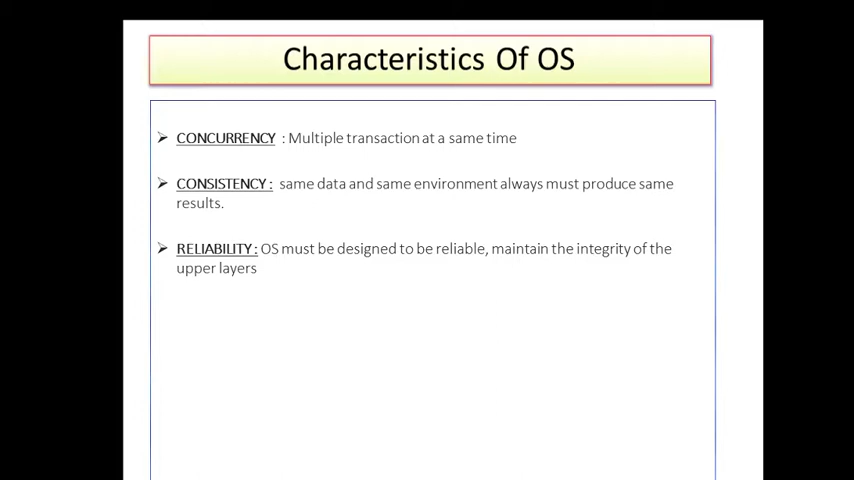 Characteristics Of OS
➢ CONCURRENCY : Multiple transaction at a same time
➢ CONSISTENCY : same data and same environment always must produce same
results.
➢ RELIABILITY : OS must be designed to be reliable, maintain the integrity of the
upper layers